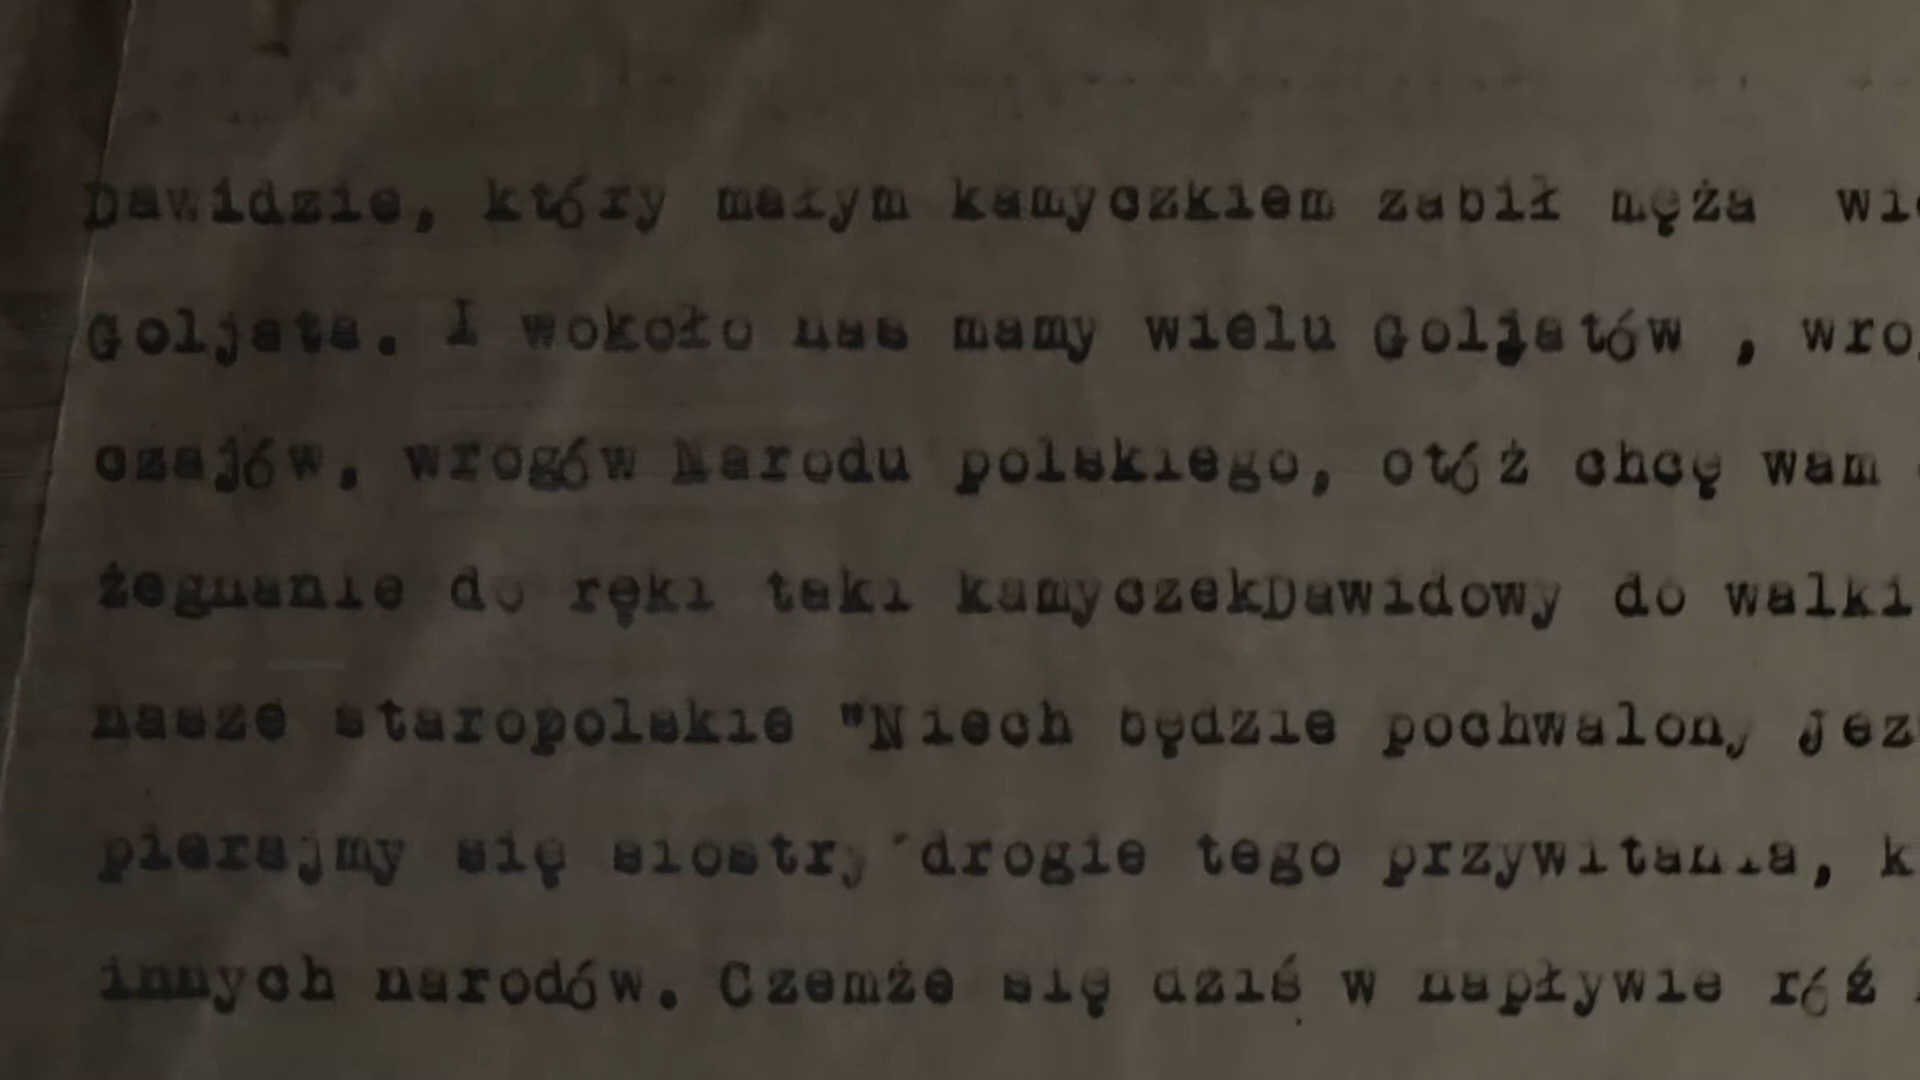 Dawidzie, który małym kamyczkiem zabił męża
Goljata. I wokoło nas mamy wielu Goljatów ,
czajów, wrogów Narodu polskiego, otóż chcę wam
żegnanie do ręki taki kamyczekDawidowy do walki
nasze staropolskie "Niech będzie pochwalony
pierajmy się siostry drogie tego przywitania,
innych narodów. Czemże się dziś w napływie